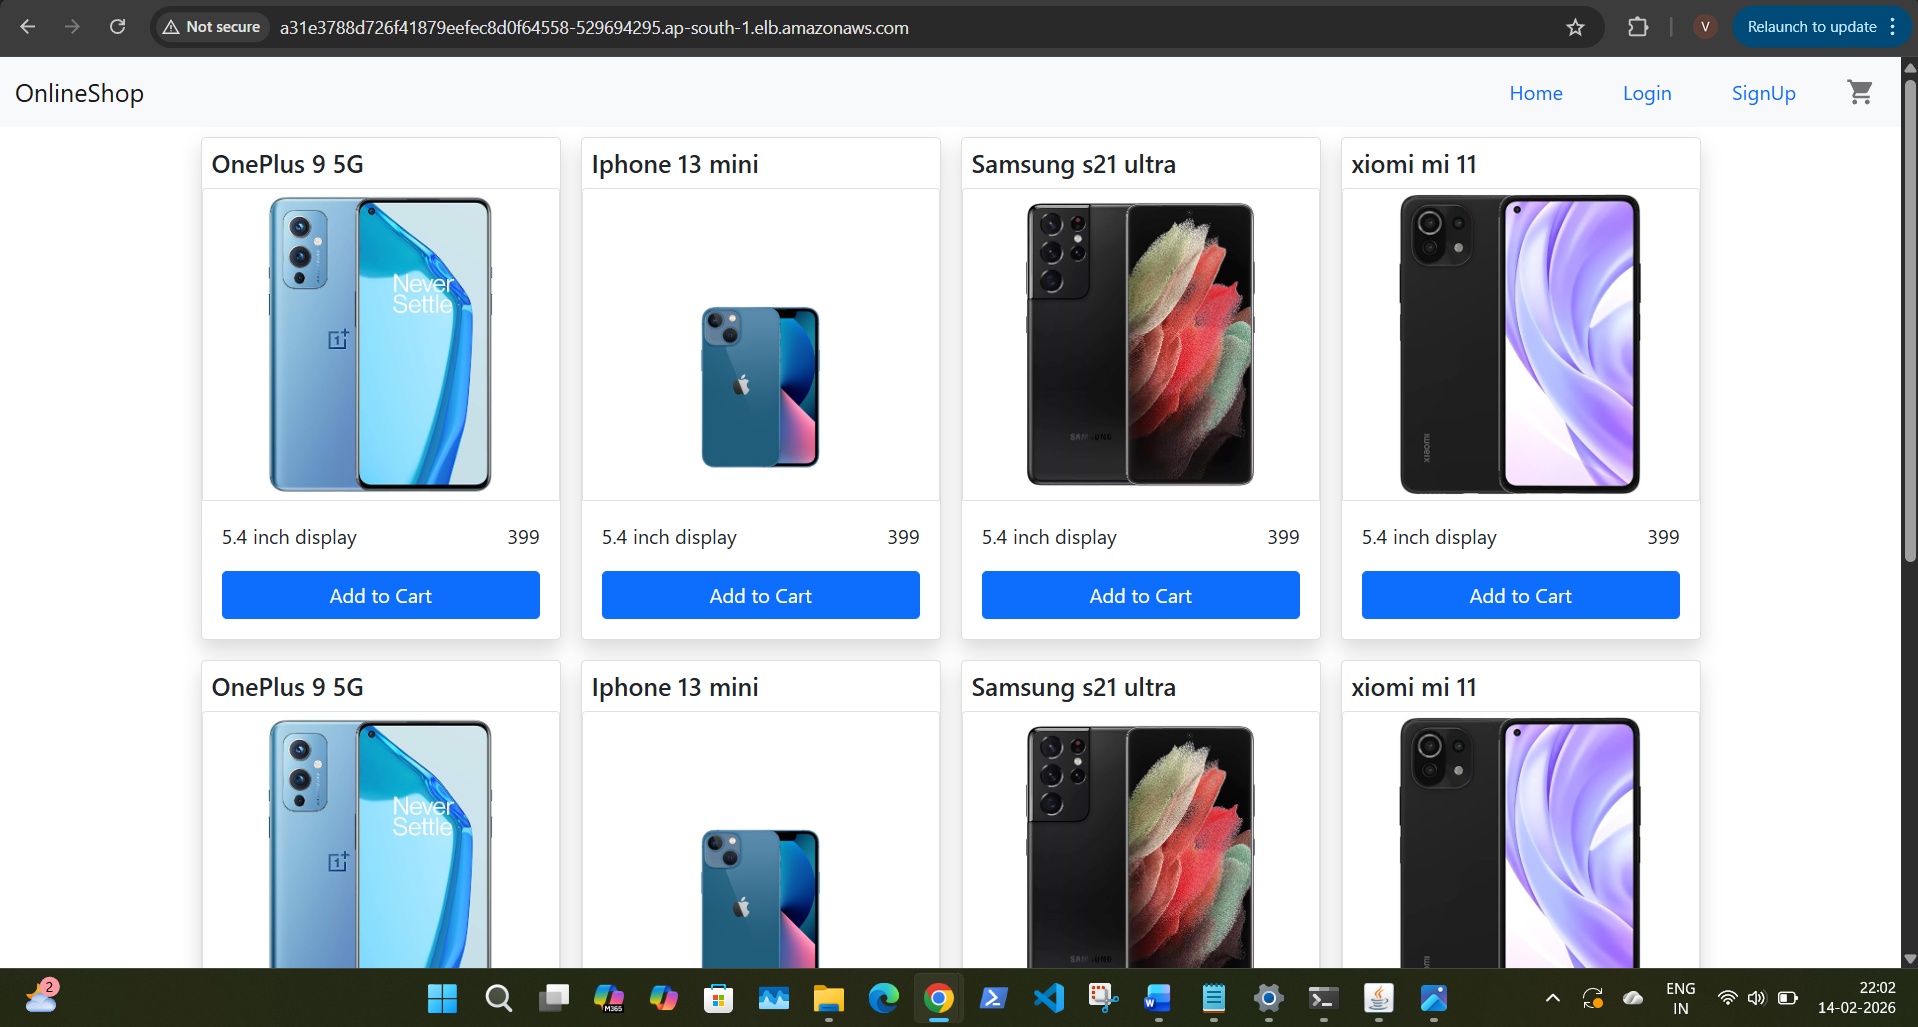 Not secure
a31e3788d726f41879eefec8d0f64558-529694295.ap-south-1.elb.amazonaws.com
V
Relaunch to update
OnlineShop
Home
Login
SignUp
OnePlus 9 5G
Iphone 13 mini
Samsung s21 ultra
xiomi mi 11
Never
Settle
SAMSUNG
xiaomi
5.4 inch display 399
5.4 inch display 399
5.4 inch display 399
5.4 inch display 399
Add to Cart
Add to Cart
Add to Cart
Add to Cart
OnePlus 9 5G
Iphone 13 mini
Samsung s21 ultra
xiomi mi 11
Never
Settle
SAMSUNG
2
M365
ENG
IN
22:02
14-02-2026